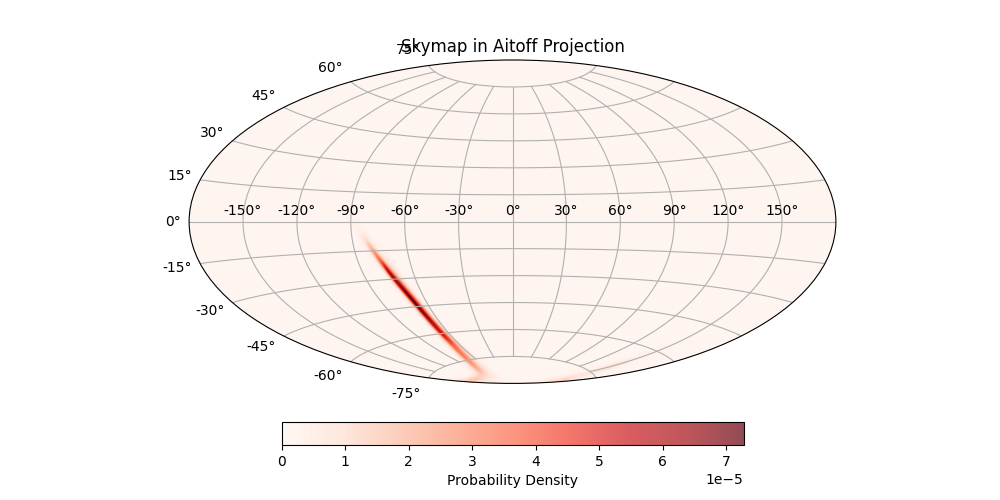 Skymap in Aitoff Projection
75°
60°
45°
30°
15°
-150° -120° -90° -60° -30° 0° 30° 60° 90° 120° 150°
0°
-15°
-30°
-45°
-60°
-75°
0 1 2 3 4 5 6 7
1e−5
Probability Density